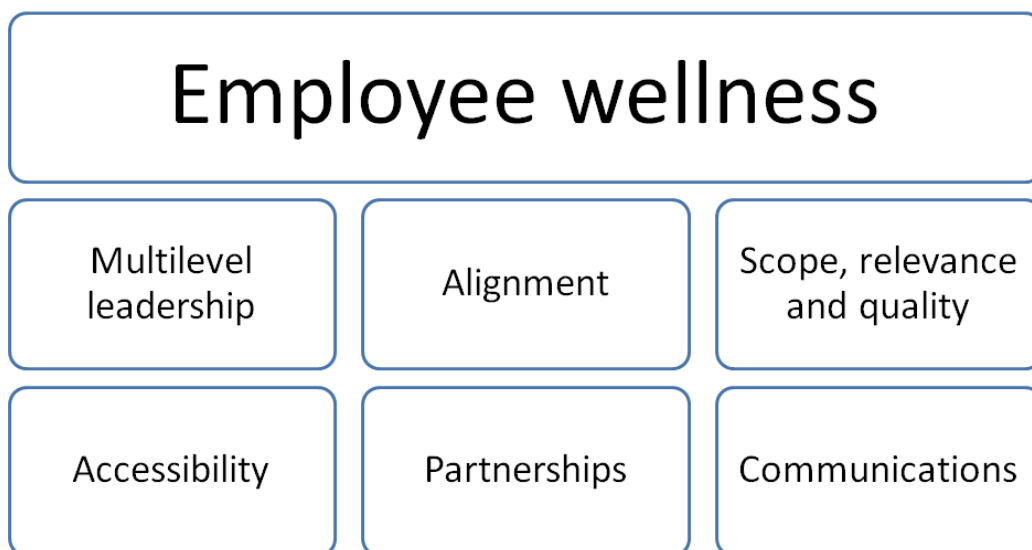 Employee wellness
Multilevel
leadership
Alignment
Scope, relevance
and quality
Accessibility
Partnerships
Communications